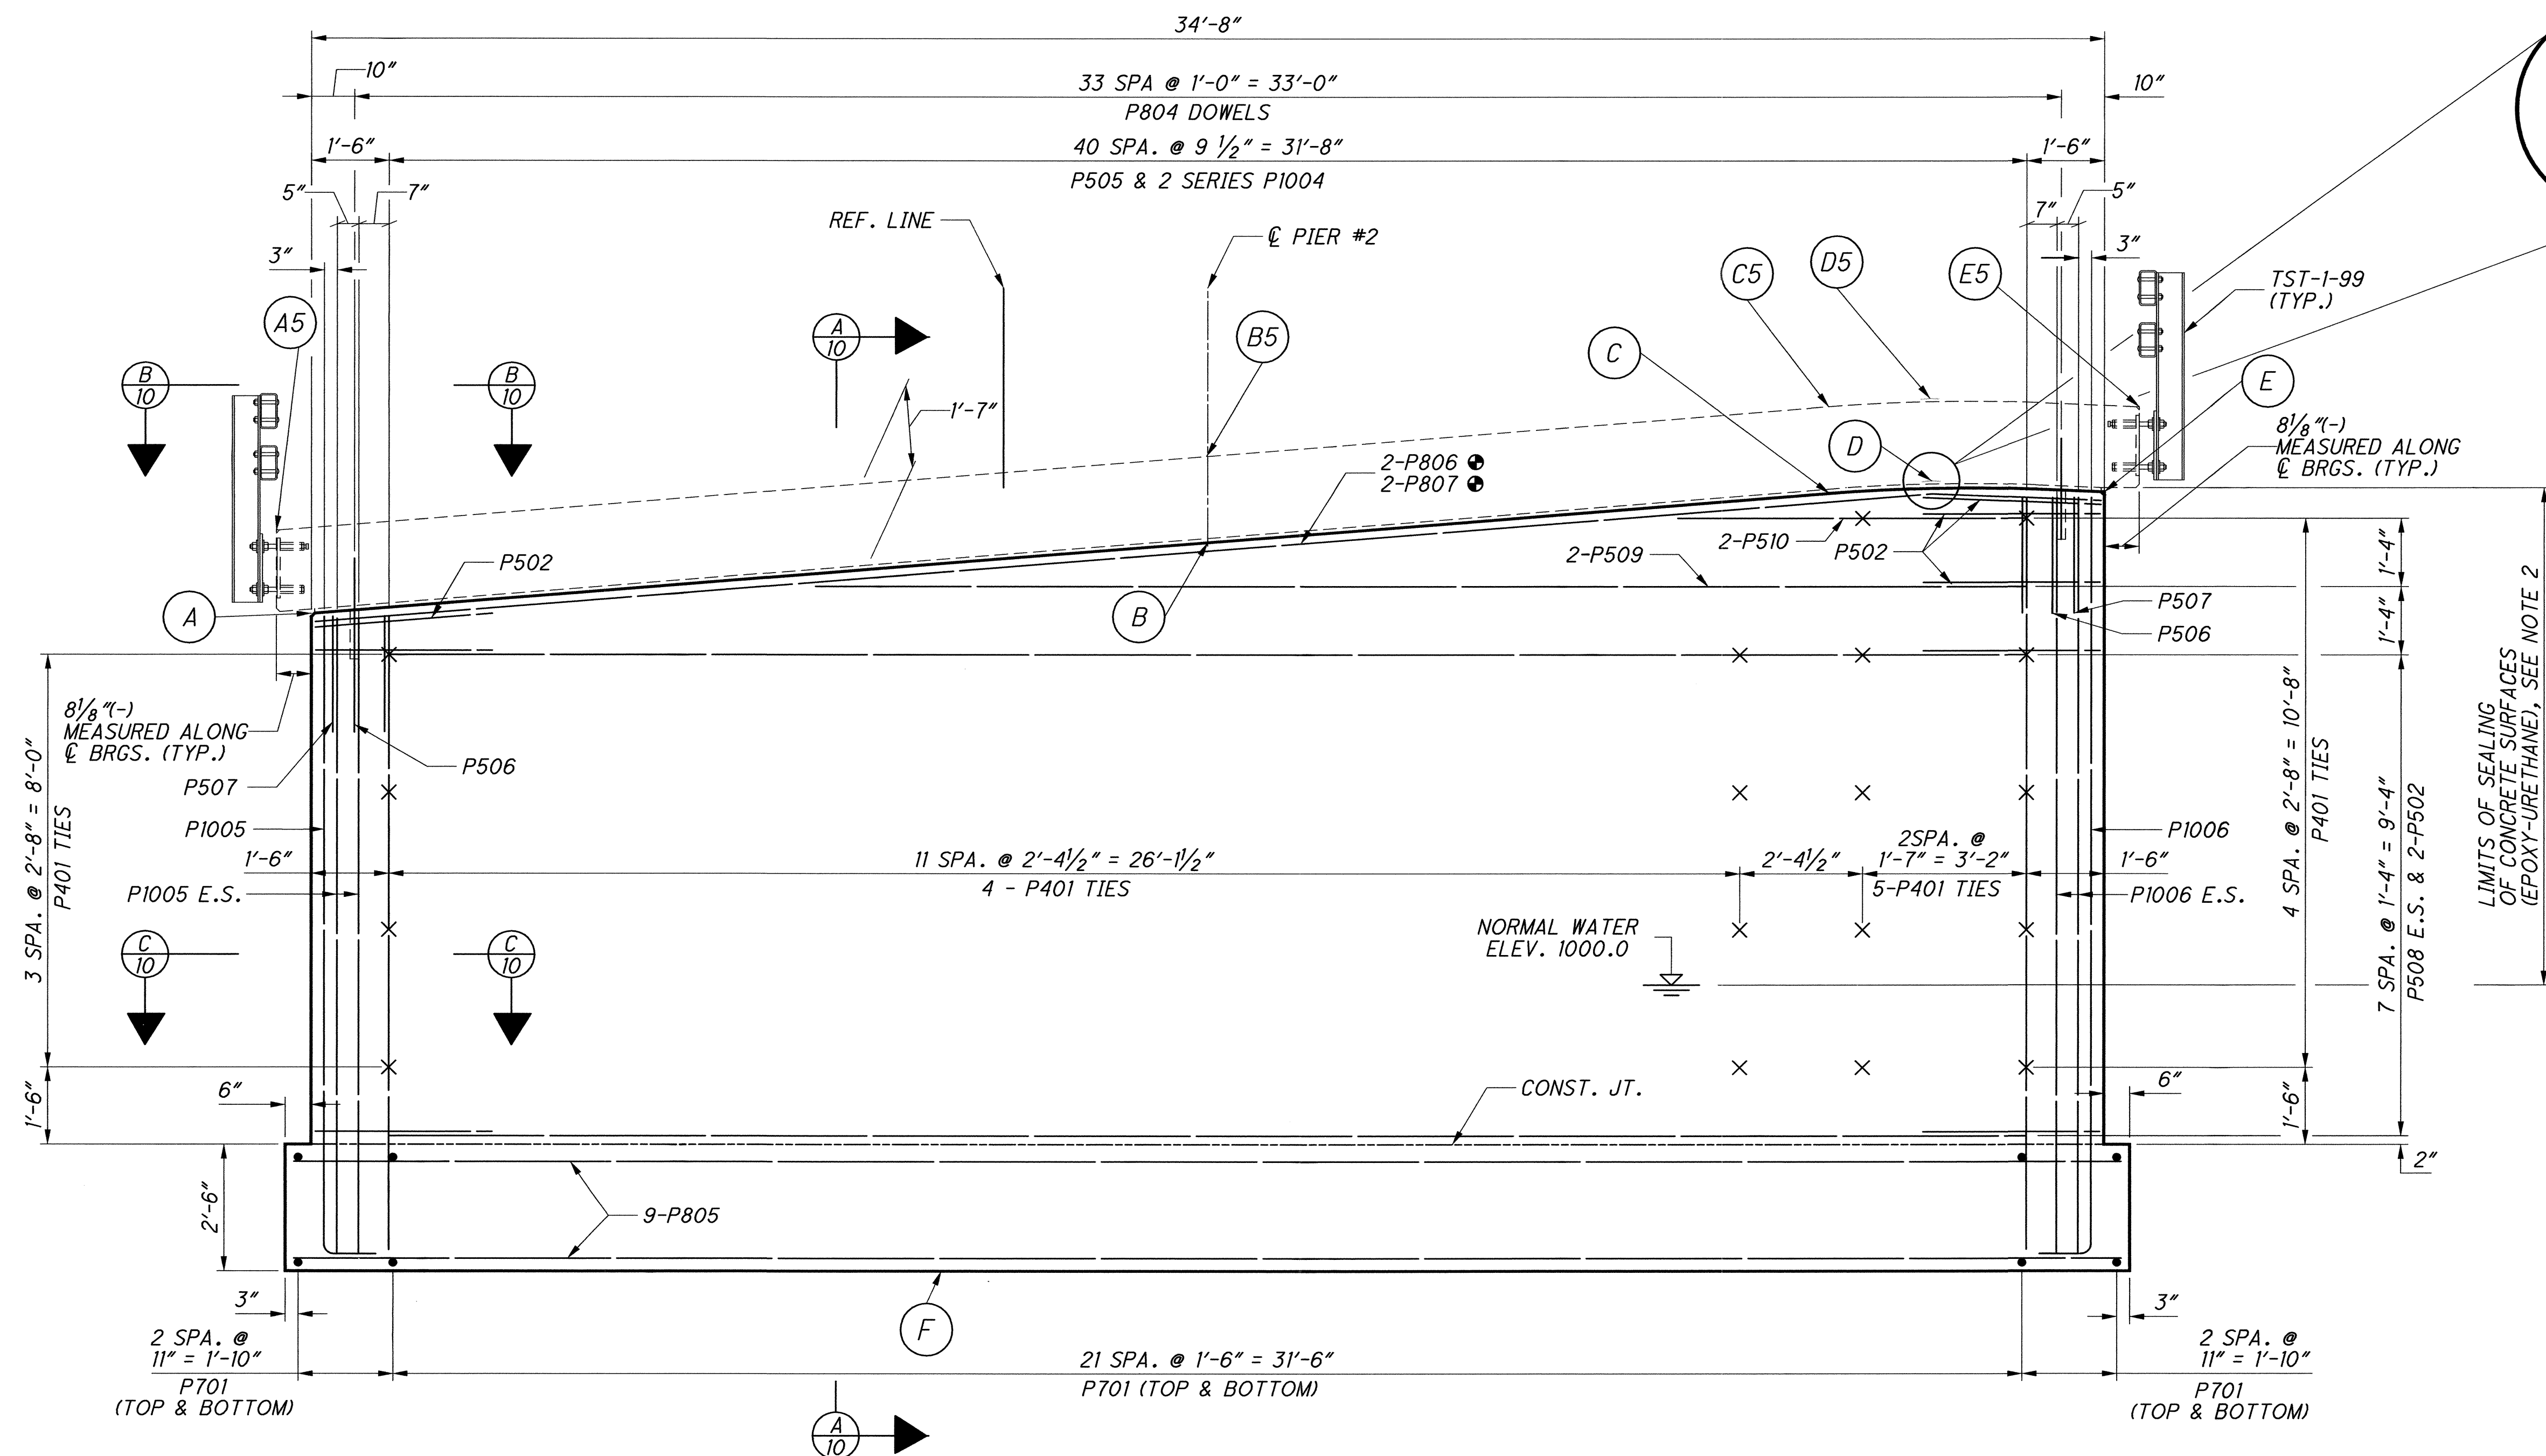 34'-8"
10"
33 SPA @ 1'-0" = 33'-0"
P804 DOWELS
10"
1'-6"
40 SPA. @ 9 1/2" = 31'-8"
P505 & 2 SERIES P1004
1'-6"
5"
7"
REF. LINE
℄ PIER #2
7"
5"
3"
3"
C5
D5
E5
TST-1-99
(TYP.)
A5
A
10
B5
C
E
B
10
B
10
1'-7"
D
8 1/8"(-)
MEASURED ALONG
℄ BRGS. (TYP.)
2-P806
2-P807
P502
2-P510
P502
2-P509
1'-4"
A
B
P507
P506
1'-4"
8 1/8"(-)
MEASURED ALONG
℄ BRGS. (TYP.)
P507
P506
P1005
1'-6"
P1005 E.S.
11 SPA. @ 2'-4 1/2" = 26'-1 1/2"
4 - P401 TIES
2'-4 1/2"
2SPA. @
1'-7" = 3'-2"
5-P401 TIES
P1006
1'-6"
P1006 E.S.
3 SPA. @ 2'-8" = 8'-0"
P401 TIES
4 SPA. @ 2'-8" = 10'-8"
P401 TIES
7 SPA. @ 1'-4" = 9'-4"
P508 E.S. & 2-P502
LIMITS OF SEALING
OF CONCRETE SURFACES
(EPOXY-URETHANE), SEE NOTE 2
C
10
C
10
NORMAL WATER
ELEV. 1000.0
1'-6"
6"
CONST. JT.
6"
1'-6"
2'-6"
9-P805
2"
3"
F
3"
2 SPA. @
11" = 1'-10"
P701
(TOP & BOTTOM)
21 SPA. @ 1'-6" = 31'-6"
P701 (TOP & BOTTOM)
2 SPA. @
11" = 1'-10"
P701
(TOP & BOTTOM)
A
10